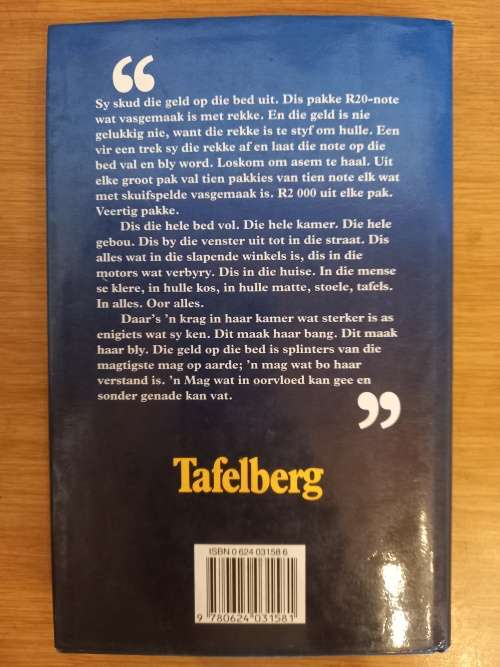 “
Sy skud die geld op die bed uit. Dis pakke R20-note
wat vasgemaak is met rekke. En die geld is nie
gelukkig nie, want die rekke is te styf om hulle. Een
vir een trek sy die rekke af en laat die note op die
bed val en bly word. Loskom om asem te haal. Uit
elke groot pak val tien pakkies van tien note elk wat
met skuifspelde vasgemaak is. R2 000 uit elke pak.
Veertig pakke.
Dis die hele bed vol. Die hele kamer. Die hele
gebou. Dis by die venster uit tot in die straat. Dis
alles wat in die slapende winkels is, dis in die
motors wat verbyry. Dis in die huise. In die mense
se klere, in hulle kos, in hulle matte, stoele, tafels.
In alles. Oor alles.
Daar’s ’n krag in haar kamer wat sterker is as
enigiets wat sy ken. Dit maak haar bang. Dit maak
haar bly. Die geld op die bed is splinters van die
magtigste mag op aarde; ’n mag wat bo haar
verstand is. ’n Mag wat in oorvloed kan gee en
sonder genade kan vat.
”
Tafelberg
ISBN 0 624 03158 6
9 780624 031581